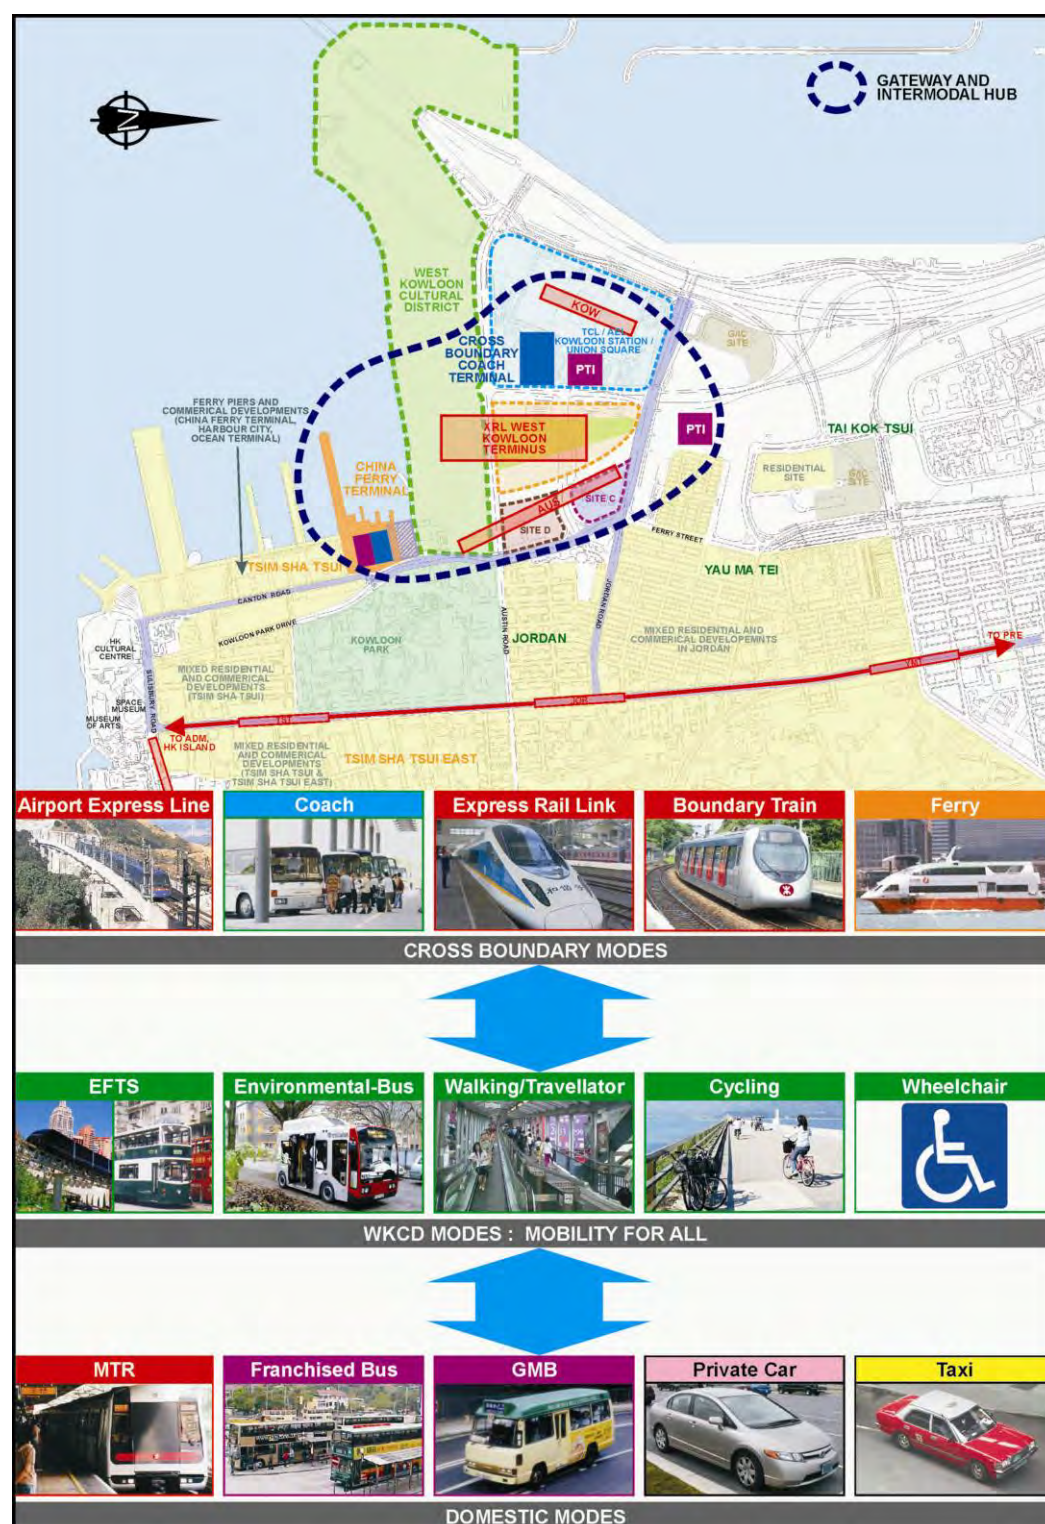 GATEWAY AND
INTERMODAL HUB
N
WEST
KOWLOON
CULTURAL
DISTRICT
KOW
TCL / AEL
KOWLOON STATION /
UNION SQUARE
CROSS
BOUNDARY
COACH
TERMINAL
PTI
GAC
SITE
FERRY PIERS AND
COMMERICAL DEVELOPMENTS
(CHINA FERRY TERMINAL,
HARBOUR CITY,
OCEAN TERMINAL)
XRL WEST
KOWLOON
TERMINUS
PTI
TAI KOK TSUI
CHINA
FERRY
TERMINAL
RESIDENTIAL
SITE
GAC
SITE
AUS
SITE C
SITE D
FERRY STREET
TSIM SHA TSUI
YAU MA TEI
CANTON ROAD
KOWLOON PARK DRIVE
AUSTIN ROAD
JORDAN ROAD
HK
CULTURAL
CENTRE
KOWLOON
PARK
JORDAN
MIXED RESIDENTIAL AND
COMMERCIAL DEVELOPEMNTS
IN JORDAN
TO PRE
YMT
MIXED RESIDENTIAL
AND COMMERICAL
DEVELOPMENTS
(TSIM SHA TSUI)
SALISBURY ROAD
SPACE
MUSEUM
MUSEUM
OF ARTS
JOR
TST
TO ADM,
HK ISLAND
MIXED RESIDENTIAL
AND COMMERICAL
DEVELOPMENTS
(TSIM SHA TSUI &
TSIM SHA TSUI EAST)
TSIM SHA TSUI EAST
Airport Express Line
Coach
Express Rail Link
Boundary Train
Ferry
CROSS BOUNDARY MODES
EFTS
Environmental-Bus
Walking/Travellator
Cycling
Wheelchair
WKCD MODES : MOBILITY FOR ALL
MTR
Franchised Bus
GMB
Private Car
Taxi
DOMESTIC MODES